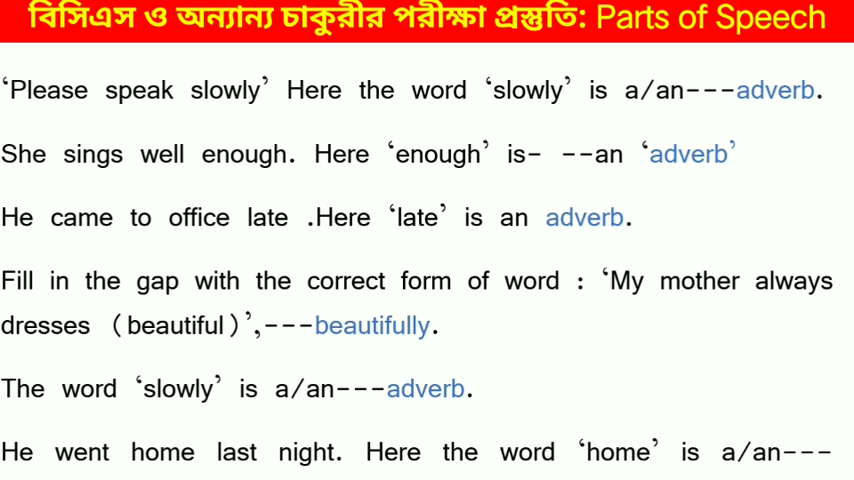 বিসিএস ও অন্যান্য চাকুরীর পরীক্ষা প্রস্তুতি: Parts of Speech
‘Please speak slowly’ Here the word ‘slowly’ is a/an---adverb.
She sings well enough. Here ‘enough’ is- --an ‘adverb’
He came to office late .Here ‘late’ is an adverb.
Fill in the gap with the correct form of word : ‘My mother always
dresses (beautiful)’,---beautifully.
The word ‘slowly’ is a/an---adverb.
He went home last night. Here the word ‘home’ is a/an---